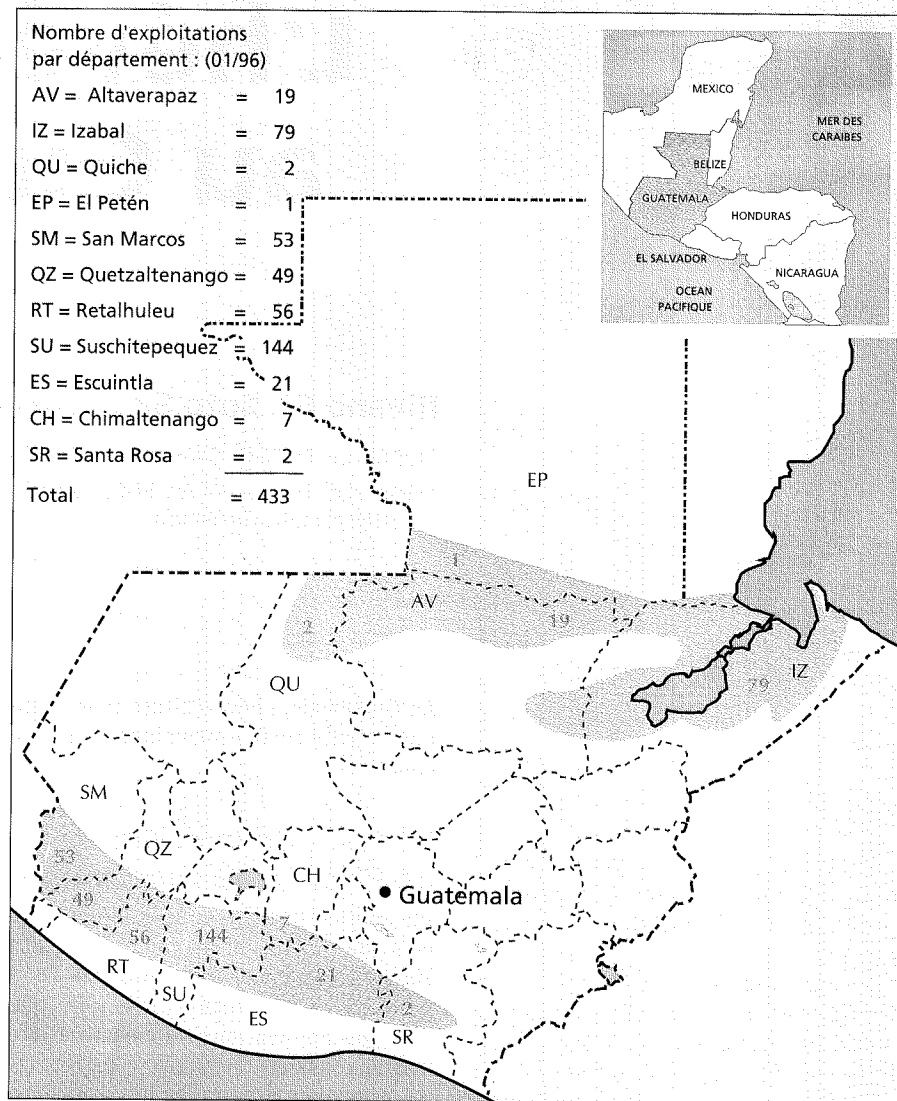 Nombre d'exploitations
par département : (01/96)
AV = Altaverapaz = 19
IZ = Izabal = 79
QU = Quiche = 2
EP = El Petén = 1
SM = San Marcos = 53
QZ = Quetzaltenango = 49
RT = Retalhuleu = 56
SU = Suschitepequez = 144
ES = Escuintla = 21
CH = Chimaltenango = 7
SR = Santa Rosa = 2
Total = 433
MEXICO
MER DES
CARAIBES
BELIZE
GUATEMALA
HONDURAS
EL SALVADOR
NICARAGUA
OCEAN
PACIFIQUE
EP
1
AV
19
2
QU
IZ
79
SM
53
QZ
CH
Guatemala
49
56
144
7
RT
21
SU
2
ES
SR